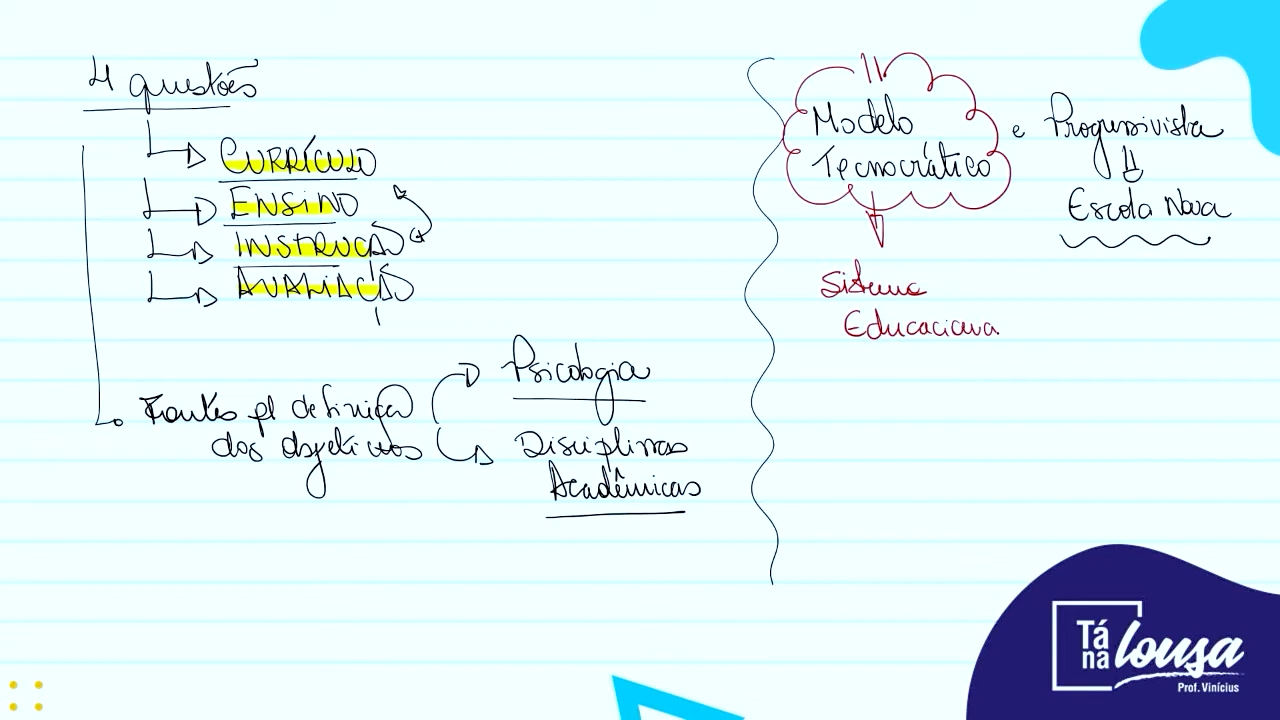 4 questões
CURRÍCULO
ENSINO
INSTRUÇÃO
AVALIAÇÃO
Fontes p/ definição
dos objetivos
Psicologia
Disciplinas
Acadêmicas
Modelo
Tecnocrático
e Progressivista
Escola Nova
Sistema
Educaciona
Tá
na lousa
Prof. Vinícius